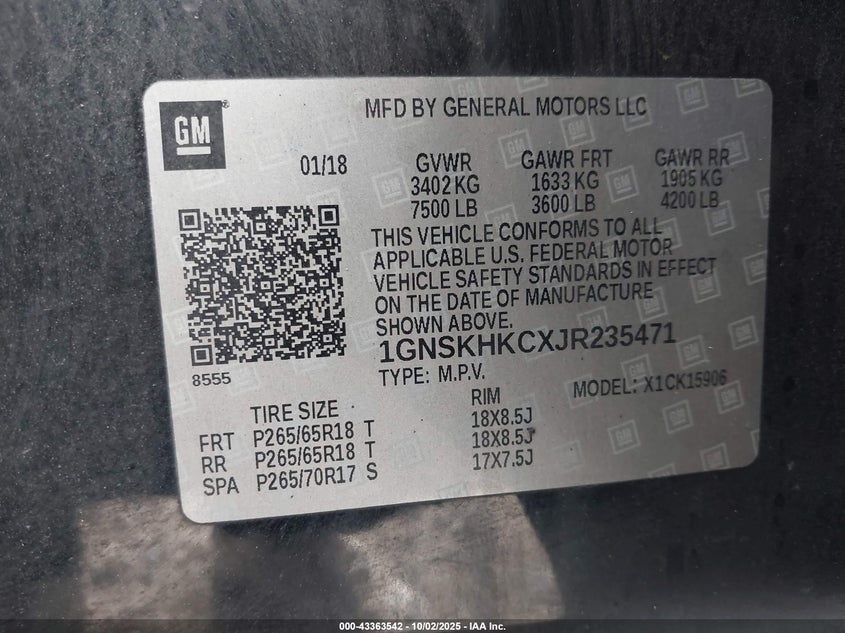 GM
MFD BY GENERAL MOTORS LLC
01/18
GVWR GAWR FRT GAWR RR
3402 KG 1633 KG 1905 KG
7500 LB 3600 LB 4200 LB
THIS VEHICLE CONFORMS TO ALL
APPLICABLE U.S. FEDERAL MOTOR
VEHICLE SAFETY STANDARDS IN EFFECT
ON THE DATE OF MANUFACTURE
SHOWN ABOVE.
8555
1GNSKHKCXJR235471
TYPE: M.P.V. MODEL: X1CK15906
TIRE SIZE RIM
FRT P265/65R18 T 18X8.5J
RR P265/65R18 T 18X8.5J
SPA P265/70R17 S 17X7.5J
000-43363542 - 10/02/2025 - IAA Inc.